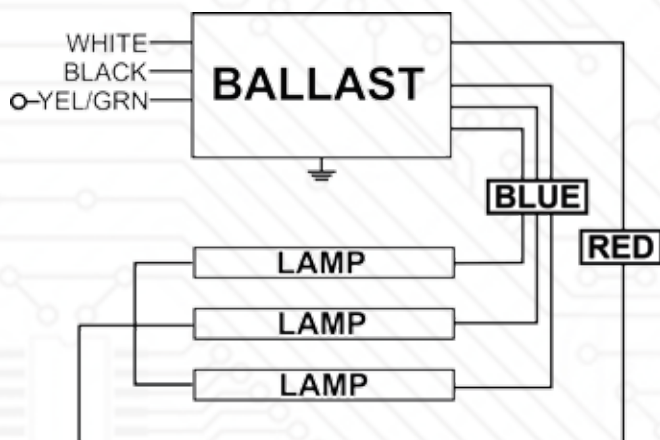 WHITE
BLACK
YEL/GRN
BALLAST
BLUE
RED
LAMP
LAMP
LAMP